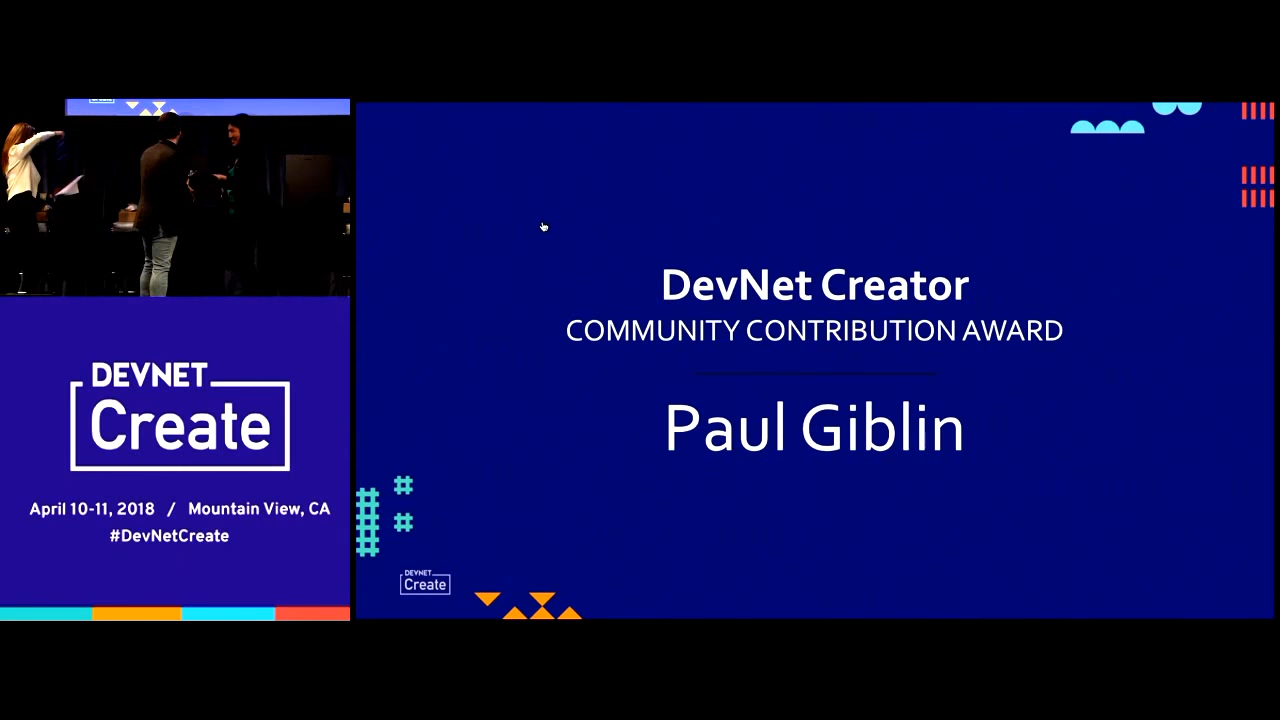 DEVNET
Create
April 10-11, 2018 / Mountain View, CA
#DevNetCreate
DevNet Creator
COMMUNITY CONTRIBUTION AWARD
Paul Giblin
DEVNET
Create